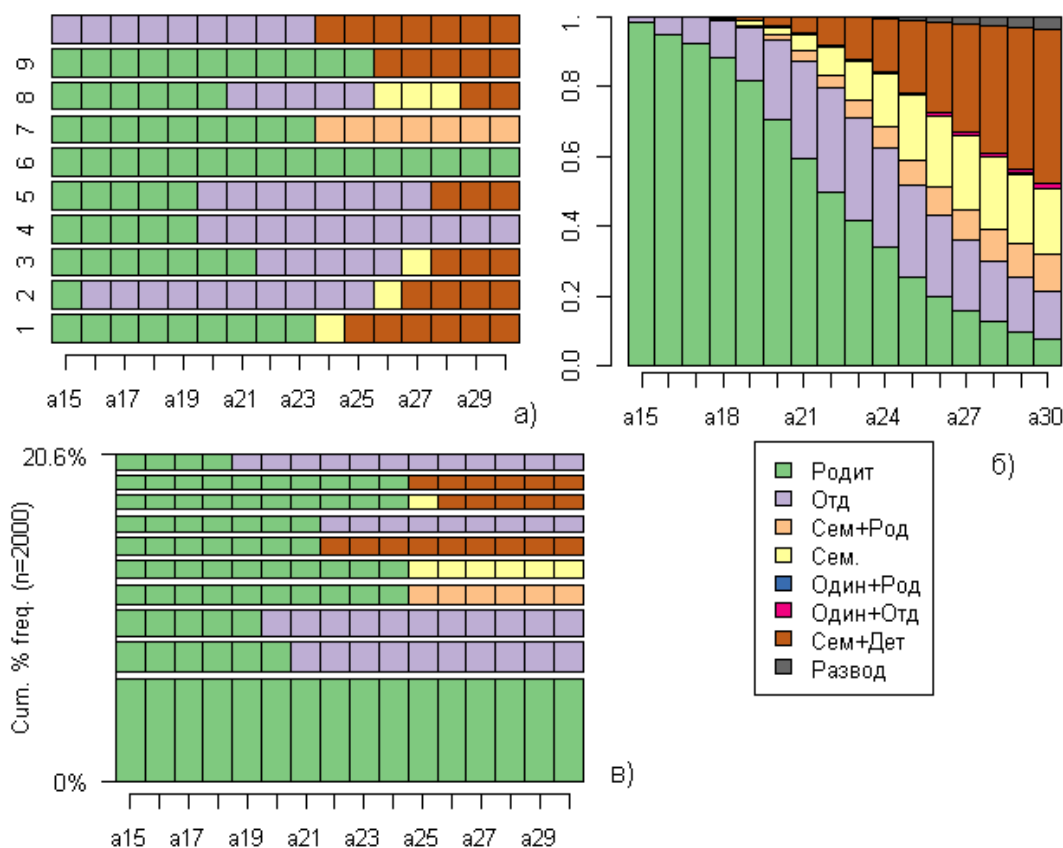 9
8
7
6
5
4
3
2
1
a15 a17 a19 a21 a23 a25 a27 a29
а)
0.0 0.2 0.4 0.6 0.8 1.
a15 a18 a21 a24 a27 a30
б)
Родит
Отд
Сем+Род
Сем.
Один+Род
Один+Отд
Сем+Дет
Развод
20.6%
Cum. % freq. (n=2000)
0%
a15 a17 a19 a21 a23 a25 a27 a29
в)